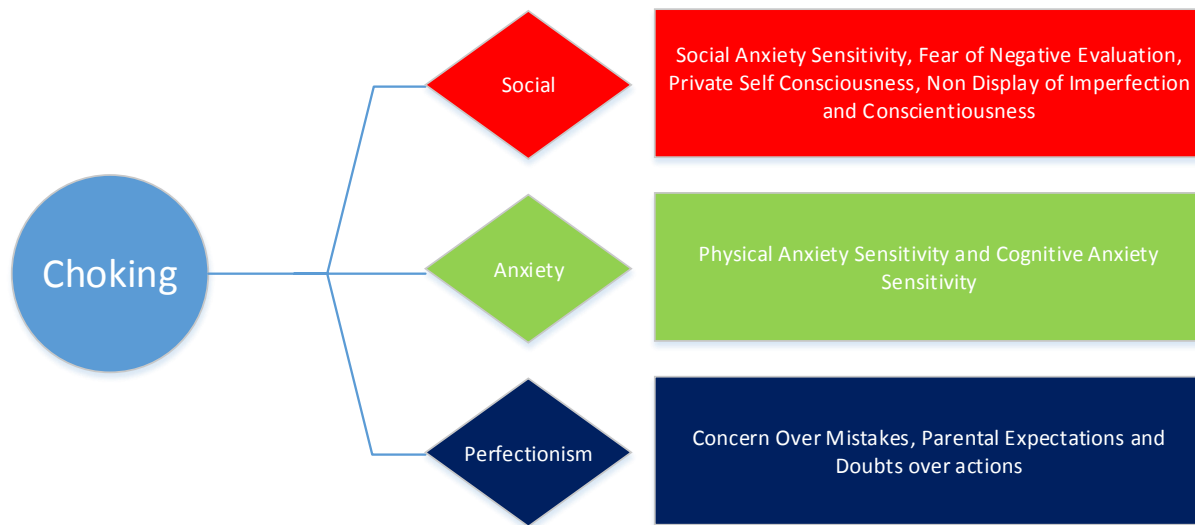 Choking
Social
Social Anxiety Sensitivity, Fear of Negative Evaluation,
Private Self Consciousness, Non Display of Imperfection
and Conscientiousness
Anxiety
Physical Anxiety Sensitivity and Cognitive Anxiety
Sensitivity
Perfectionism
Concern Over Mistakes, Parental Expectations and
Doubts over actions